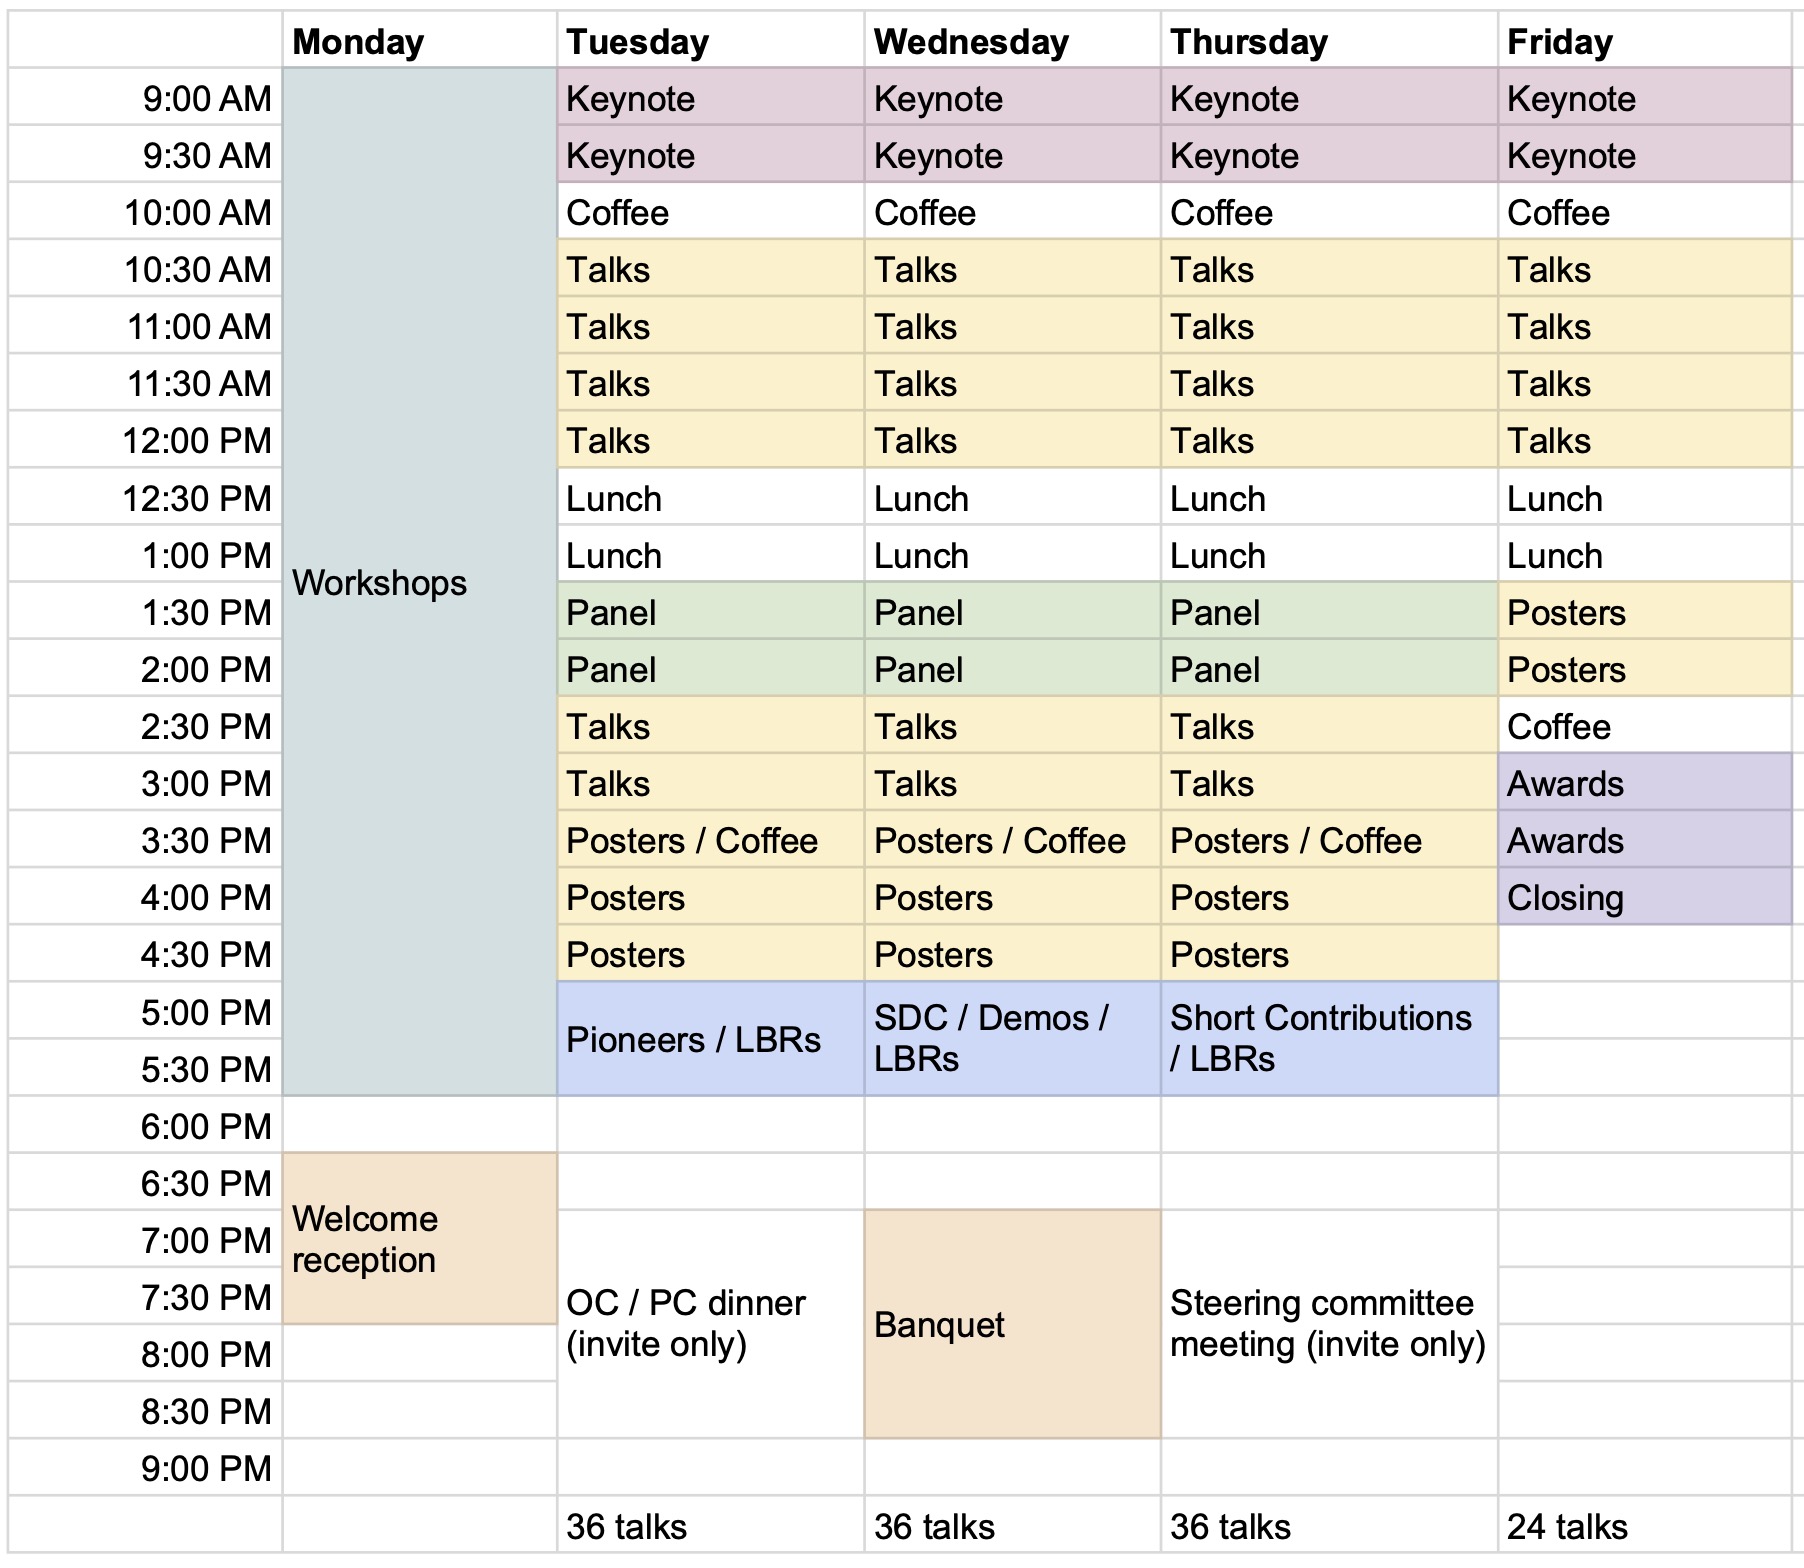 Monday Tuesday Wednesday Thursday Friday
9:00 AM Keynote Keynote Keynote Keynote
9:30 AM Keynote Keynote Keynote Keynote
10:00 AM Coffee Coffee Coffee Coffee
10:30 AM Talks Talks Talks Talks
11:00 AM Talks Talks Talks Talks
11:30 AM Talks Talks Talks Talks
12:00 PM Talks Talks Talks Talks
12:30 PM Lunch Lunch Lunch Lunch
1:00 PM Lunch Lunch Lunch Lunch
Workshops
1:30 PM Panel Panel Panel Posters
2:00 PM Panel Panel Panel Posters
2:30 PM Talks Talks Talks Coffee
3:00 PM Talks Talks Talks Awards
3:30 PM Posters / Coffee Posters / Coffee Posters / Coffee Awards
4:00 PM Posters Posters Posters Closing
4:30 PM Posters Posters Posters
5:00 PM
Pioneers / LBRs
SDC / Demos /
LBRs
Short Contributions
/ LBRs
5:30 PM
6:00 PM
6:30 PM
Welcome
reception
7:00 PM
7:30 PM
OC / PC dinner
(invite only)
Banquet
Steering committee
meeting (invite only)
8:00 PM
8:30 PM
9:00 PM
36 talks 36 talks 36 talks 24 talks